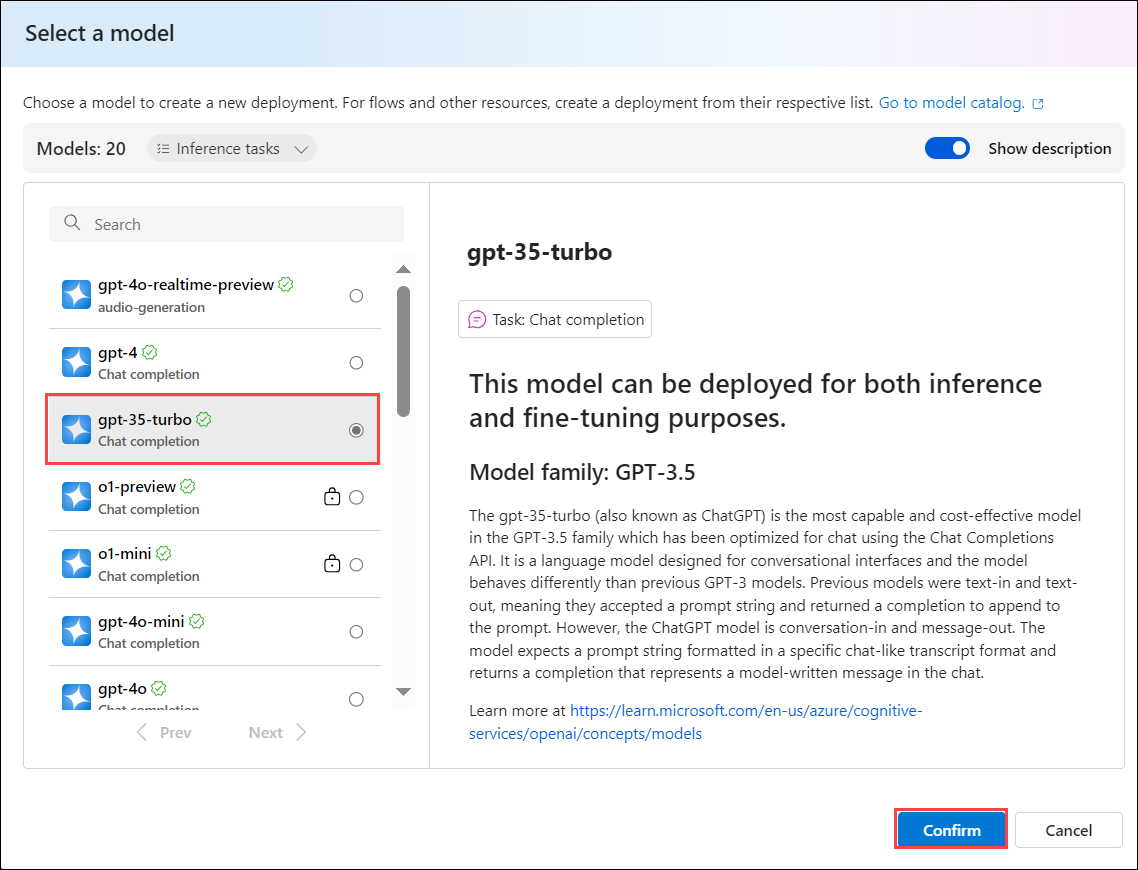 Select a model
Choose a model to create a new deployment. For flows and other resources, create a deployment from their respective list. Go to model catalog.
Models: 20
Inference tasks
Show description
Search
gpt-4o-realtime-preview
audio-generation
gpt-4
Chat completion
gpt-35-turbo
Chat completion
o1-preview
Chat completion
o1-mini
Chat completion
gpt-4o-mini
Chat completion
gpt-4o
Chat completion
Prev
Next
gpt-35-turbo
Task: Chat completion
This model can be deployed for both inference
and fine-tuning purposes.
Model family: GPT-3.5
The gpt-35-turbo (also known as ChatGPT) is the most capable and cost-effective model
in the GPT-3.5 family which has been optimized for chat using the Chat Completions
API. It is a language model designed for conversational interfaces and the model
behaves differently than previous GPT-3 models. Previous models were text-in and text-
out, meaning they accepted a prompt string and returned a completion to append to
the prompt. However, the ChatGPT model is conversation-in and message-out. The
model expects a prompt string formatted in a specific chat-like transcript format and
returns a completion that represents a model-written message in the chat.
Learn more at https://learn.microsoft.com/en-us/azure/cognitive-
services/openai/concepts/models
Confirm
Cancel